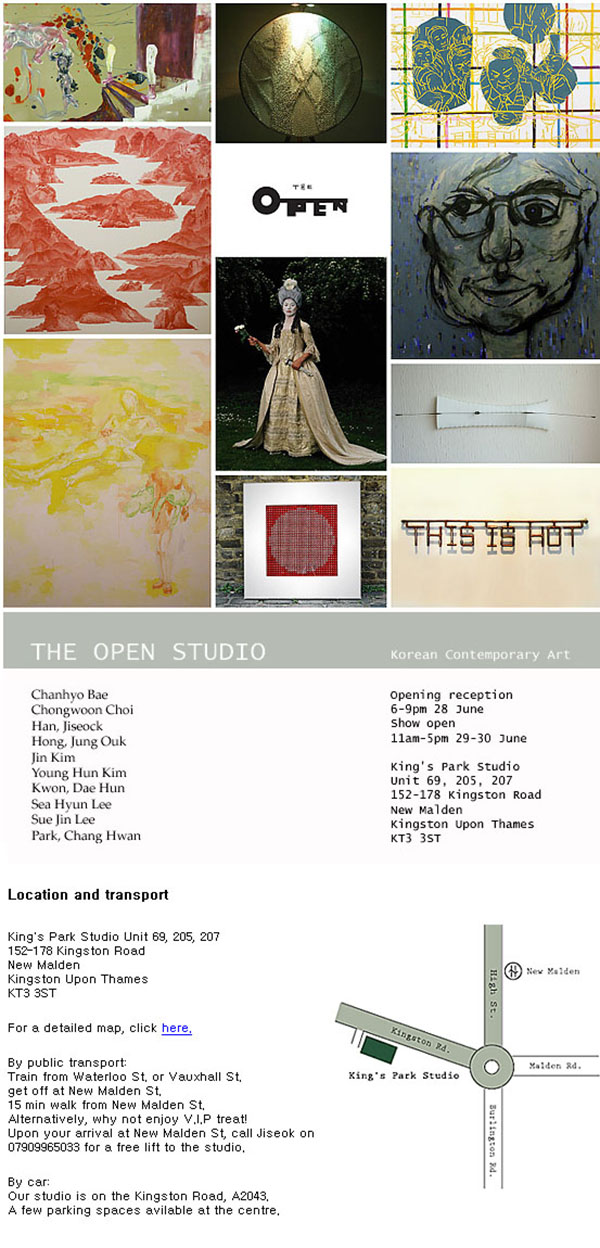 THE
OPEN
THIS IS HOT
THE OPEN STUDIO
Korean Contemporary Art
Chanhyo Bae
Chongwoon Choi
Han, Jiseock
Hong, Jung Ouk
Jin Kim
Young Hun Kim
Kwon, Dae Hun
Sea Hyun Lee
Sue Jin Lee
Park, Chang Hwan
Opening reception
6-9pm 28 June
Show open
11am-5pm 29-30 June
King's Park Studio
Unit 69, 205, 207
152-178 Kingston Road
New Malden
Kingston Upon Thames
KT3 3ST
Location and transport
King's Park Studio Unit 69, 205, 207
152-178 Kingston Road
New Malden
Kingston Upon Thames
KT3 3ST
For a detailed map, click here.
By public transport:
Train from Waterloo St. or Vauxhall St.
get off at New Malden St.
15 min walk from New Malden St.
Alternatively, why not enjoy V.I.P treat!
Upon your arrival at New Malden St, call Jiseok on
07909965033 for a free lift to the studio.
By car:
Our studio is on the Kingston Road, A2043.
A few parking spaces avilable at the centre.
High St.
New Malden
Kingston Rd.
King's Park Studio
Malden Rd.
Burlington Rd.